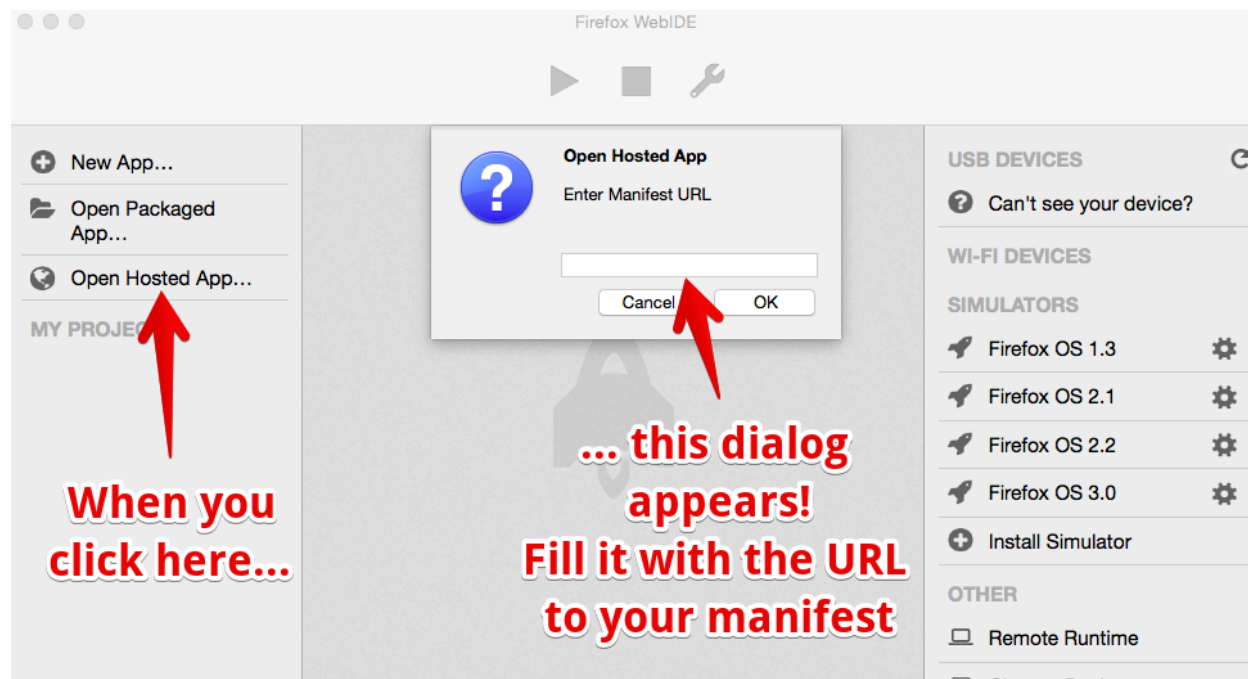 Firefox WebIDE
New App...
Open Packaged
App...
Open Hosted App...
MY PROJE
Open Hosted App
Enter Manifest URL
Cancel
OK
When you
click here...
... this dialog
appears!
Fill it with the URL
to your manifest
USB DEVICES
Can't see your device?
WI-FI DEVICES
SIMULATORS
Firefox OS 1.3
Firefox OS 2.1
Firefox OS 2.2
Firefox OS 3.0
Install Simulator
OTHER
Remote Runtime